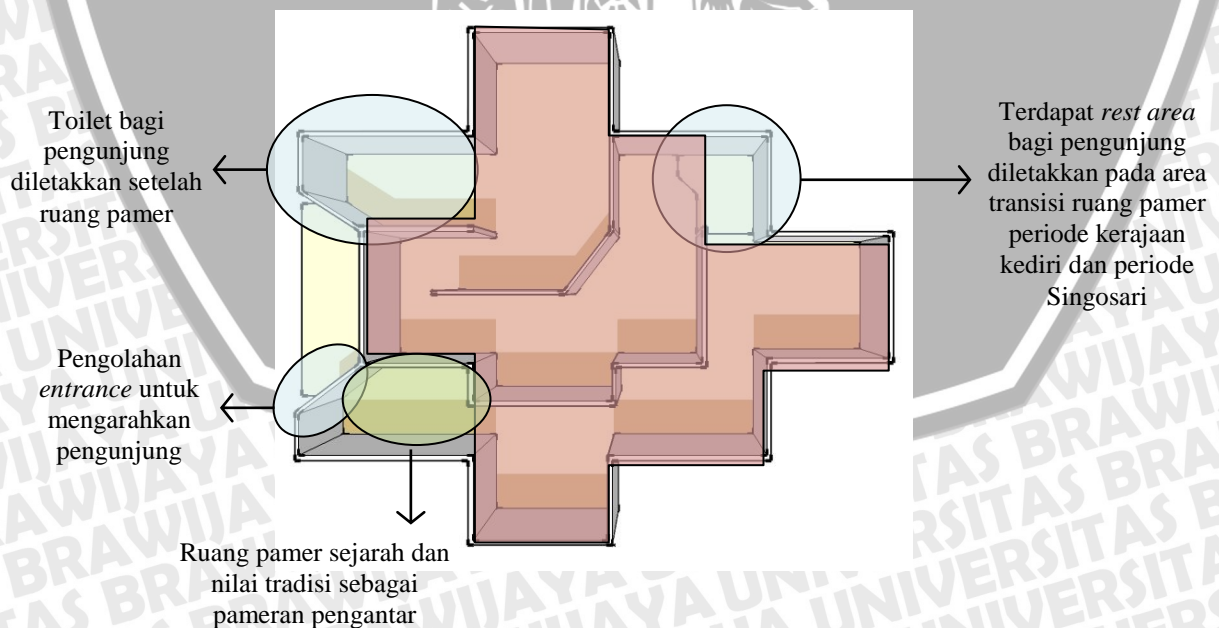 Toilet bagi
pengunjung
diletakkan setelah
ruang pamer
Terdapat rest area
bagi pengunjung
diletakkan pada area
transisi ruang pamer
periode kerajaan
kediri dan periode
Singosari
Pengolahan
entrance untuk
mengarahkan
pengunjung
Ruang pamer sejarah dan
nilai tradisi sebagai
pameran pengantar